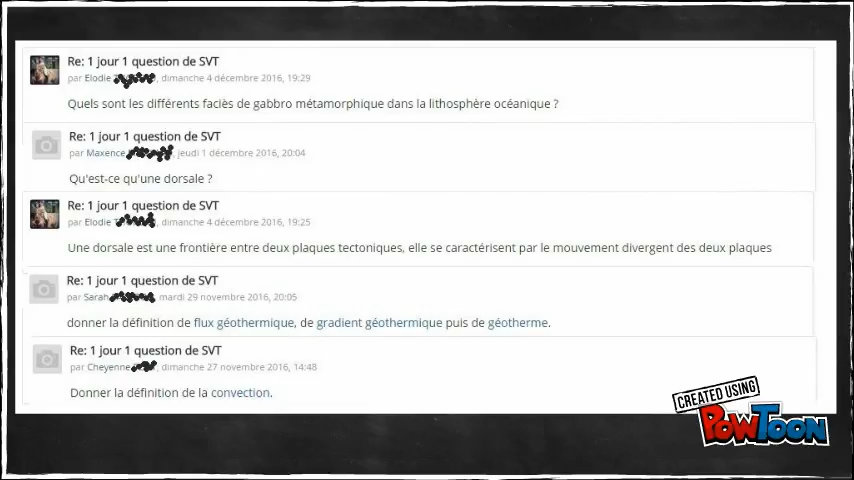 Re: 1 jour 1 question de SVT
par Elodie , dimanche 4 décembre 2016, 19:29
Quels sont les différents faciès de gabbro métamorphique dans la lithosphère océanique ?
Re: 1 jour 1 question de SVT
par Maxence , jeudi 1 décembre 2016, 20:04
Qu'est-ce qu'une dorsale ?
Re: 1 jour 1 question de SVT
par Elodie , dimanche 4 décembre 2016, 19:25
Une dorsale est une frontière entre deux plaques tectoniques, elle se caractérisent par le mouvement divergent des deux plaques
Re: 1 jour 1 question de SVT
par Sarah , mardi 29 novembre 2016, 20:05
donner la définition de flux géothermique, de gradient géothermique puis de géotherme.
Re: 1 jour 1 question de SVT
par Cheyenne , dimanche 27 novembre 2016, 14:48
Donner la définition de la convection.
CREATED USING
POWTOON